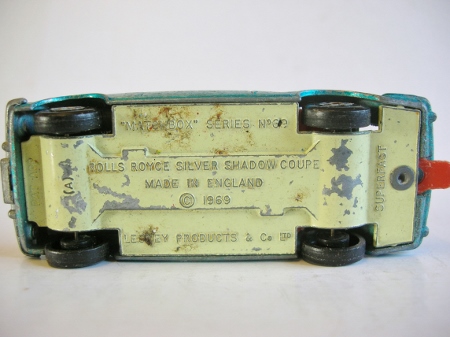 "MATCHBOX" SERIES Nº69
ROLLS ROYCE SILVER SHADOW COUPE
MADE IN ENGLAND
© 1969
LESNEY PRODUCTS & Co LTD
(A)
SUPERFAST